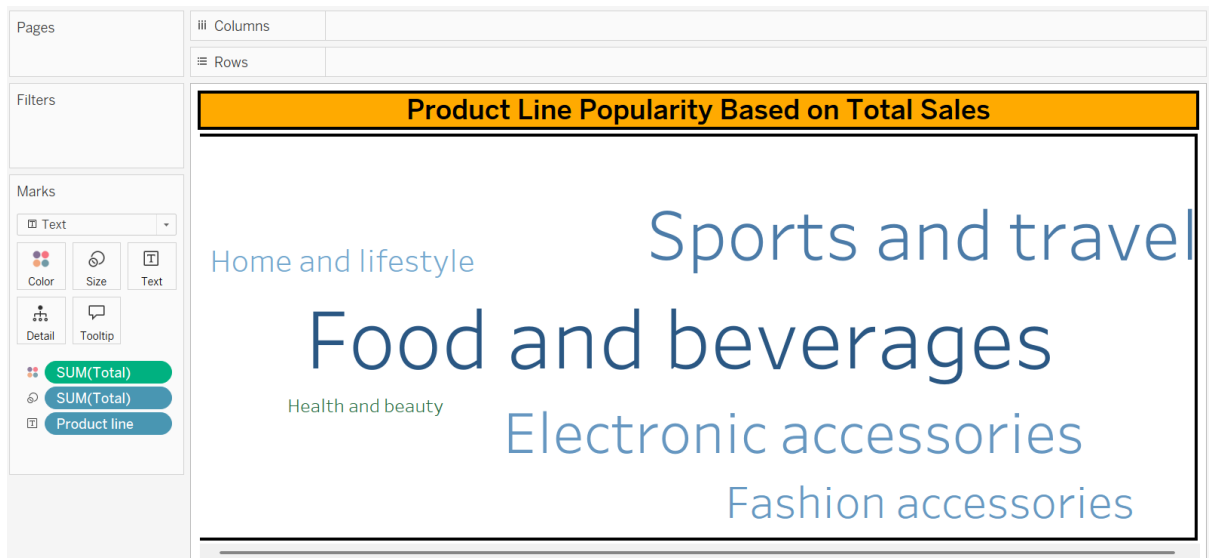 Pages
Columns
Rows
Filters
Product Line Popularity Based on Total Sales
Marks
T Text
Color
Size
T
Text
Detail
Tooltip
SUM(Total)
SUM(Total)
T Product line
Home and lifestyle
Sports and travel
Food and beverages
Health and beauty
Electronic accessories
Fashion accessories